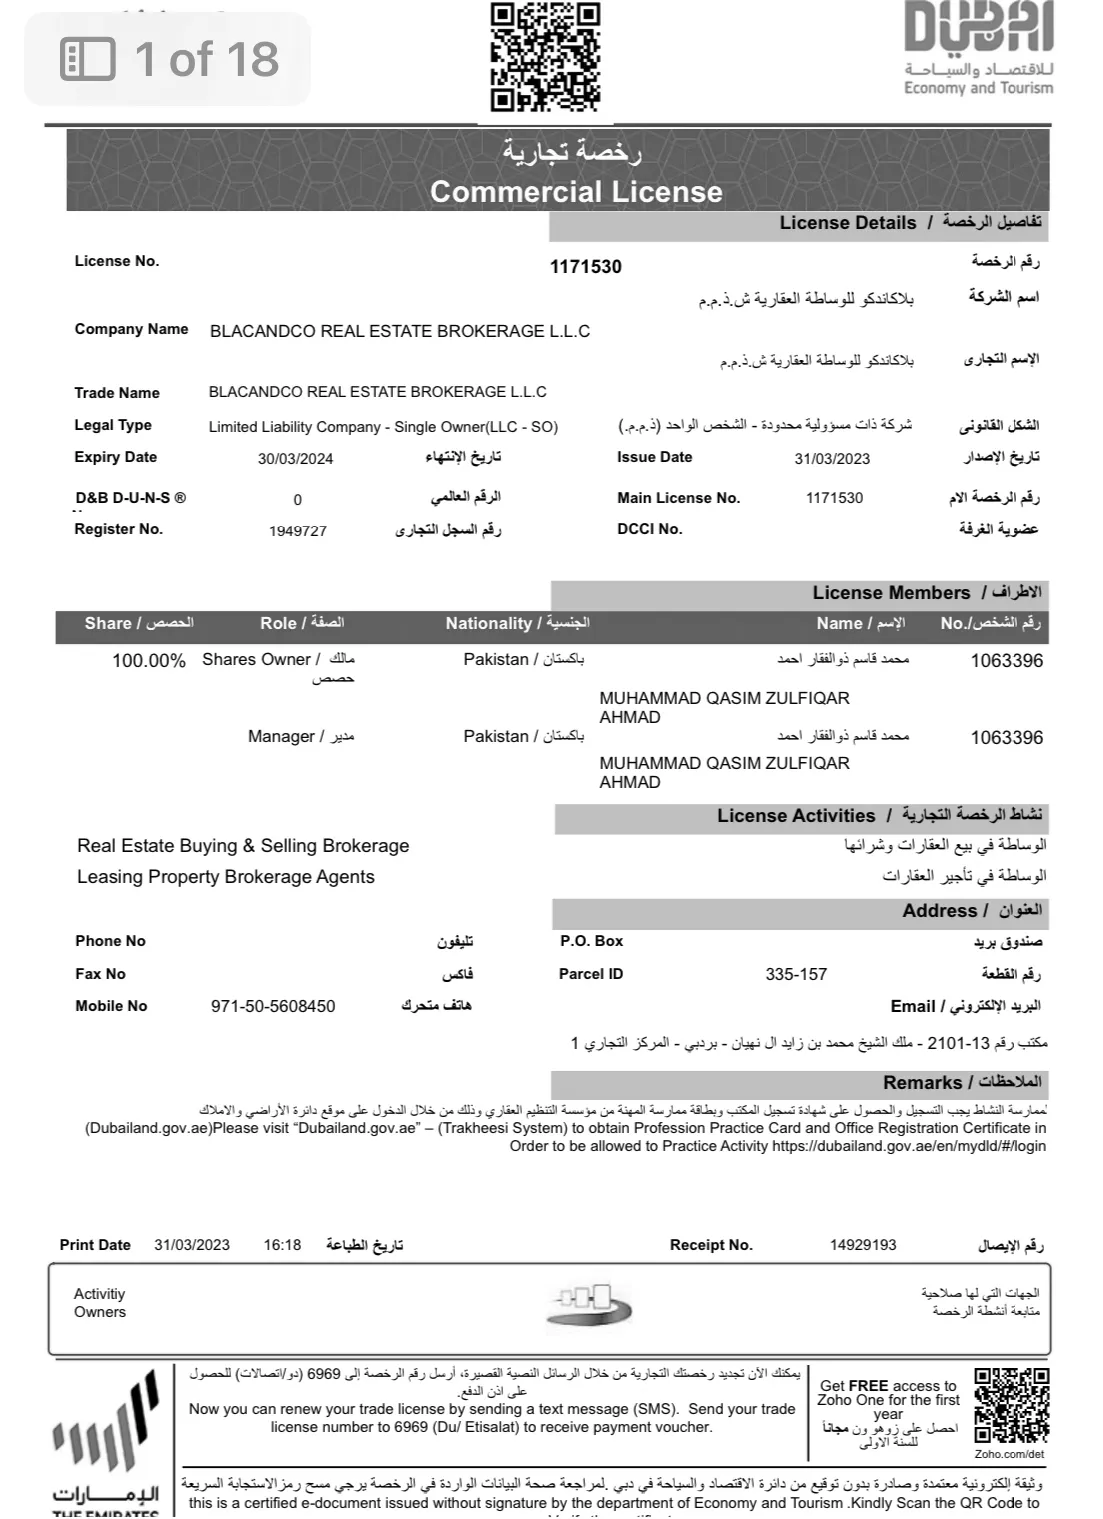 1 of 18
DUBAI
للاقتصاد والسياحة
Economy and Tourism
رخصة تجارية
Commercial License
License Details / تفاصيل الرخصة
License No. 1171530 رقم الرخصة
بلاكاندكو للوساطة العقارية ش.ذ.م.م اسم الشركة
Company Name BLACANDCO REAL ESTATE BROKERAGE L.L.C
بلاكاندكو للوساطة العقارية ش.ذ.م.م الإسم التجارى
Trade Name BLACANDCO REAL ESTATE BROKERAGE L.L.C
Legal Type Limited Liability Company - Single Owner(LLC - SO) شركة ذات مسؤولية محدودة - الشخص الواحد (ذ.م.م.) الشكل القانونى
Expiry Date 30/03/2024 تاريخ الإنتهاء Issue Date 31/03/2023 تاريخ الإصدار
D&B D-U-N-S ® 0 الرقم العالمي Main License No. 1171530 رقم الرخصة الام
Register No. 1949727 رقم السجل التجارى DCCI No. عضوية الغرفة
License Members / الاطراف
Share / الحصص Role / الصفة Nationality / الجنسية Name / الإسم No./رقم الشخص
100.00% Shares Owner / مالك Pakistan / باكستان محمد قاسم ذوالفقار احمد 1063396
حصص
MUHAMMAD QASIM ZULFIQAR
AHMAD
Manager / مدير Pakistan / باكستان محمد قاسم ذوالفقار احمد 1063396
MUHAMMAD QASIM ZULFIQAR
AHMAD
License Activities / نشاط الرخصة التجارية
Real Estate Buying & Selling Brokerage الوساطة في بيع العقارات وشرائها
Leasing Property Brokerage Agents الوساطة في تأجير العقارات
Address / العنوان
Phone No تليفون P.O. Box صندوق بريد
Fax No فاكس Parcel ID 335-157 رقم القطعة
Mobile No 971-50-5608450 هاتف متحرك Email / البريد الإلكتروني
مكتب رقم 13-2101 - ملك الشيخ محمد بن زايد ال نهيان - بردبي - المركز التجاري 1
Remarks / الملاحظات
لممارسة النشاط يجب التسجيل والحصول على شهادة تسجيل المكتب وبطاقة ممارسة المهنة من مؤسسة التنظيم العقاري وذلك من خلال الدخول على موقع دائرة الأراضي والاملاك
(Dubailand.gov.ae)Please visit “Dubailand.gov.ae” – (Trakheesi System) to obtain Profession Practice Card and Office Registration Certificate in
Order to be allowed to Practice Activity https://dubailand.gov.ae/en/mydld/#/login
Print Date 31/03/2023 16:18 تاريخ الطباعة Receipt No. 14929193 رقم الإيصال
Activitiy الجهات التي لها صلاحية
Owners متابعة أنشطة الرخصة
يمكنك الآن تجديد رخصتك التجارية من خلال الرسائل النصية القصيرة، أرسل رقم الرخصة إلى 6969 (دو/اتصالات) للحصول
على اذن الدفع.
Now you can renew your trade license by sending a text message (SMS). Send your trade
license number to 6969 (Du/ Etisalat) to receive payment voucher.
Get FREE access to
Zoho One for the first
year
احصل على زوهو ون مجاناً
للسنة الاولى
Zoho.com/det
الإمارات
THE EMIRATES
وثيقة إلكترونية معتمدة وصادرة بدون توقيع من دائرة الاقتصاد والسياحة في دبي .لمراجعة صحة البيانات الواردة في الرخصة يرجي مسح رمزالاستجابة السريعة
this is a certified e-document issued without signature by the department of Economy and Tourism .Kindly Scan the QR Code to